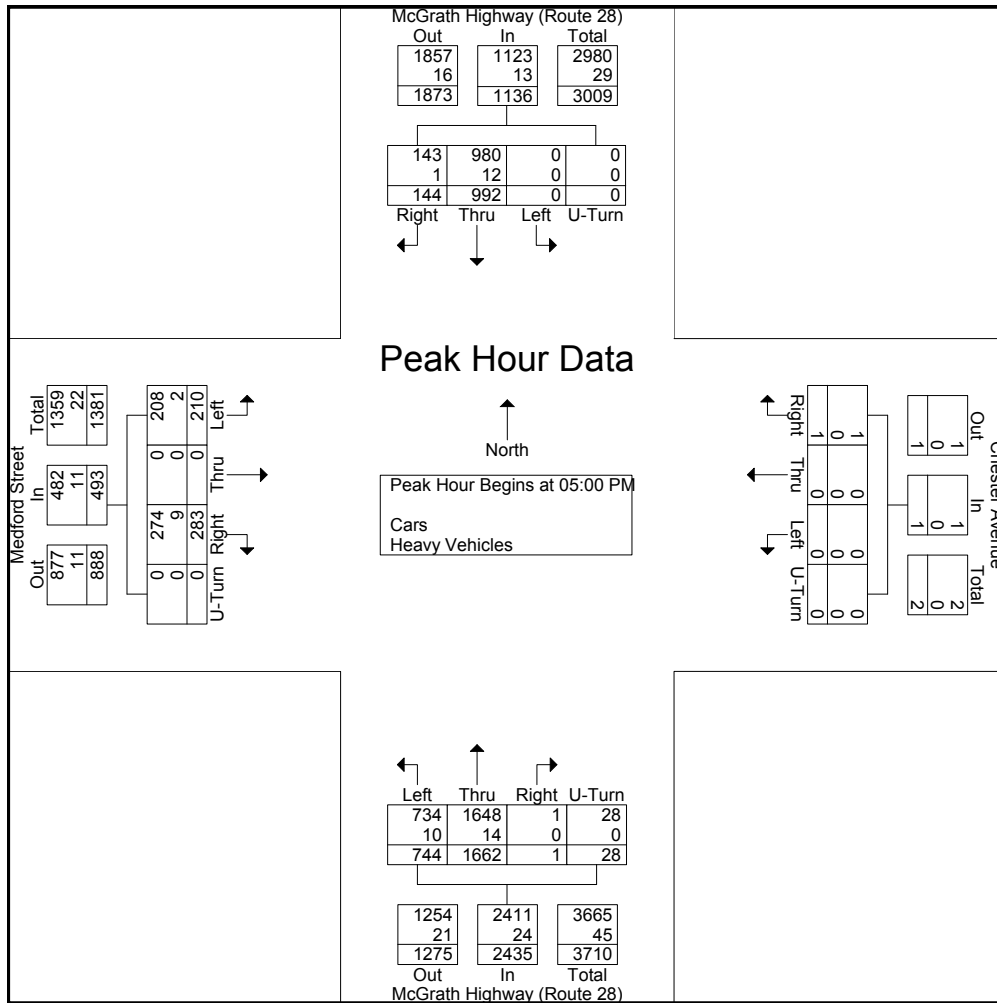 McGrath Highway (Route 28)
Out In Total
1857 1123 2980
16 13 29
1873 1136 3009
143 980 0 0
1 12 0 0
144 992 0 0
Right Thru Left U-Turn
Peak Hour Data
North
Peak Hour Begins at 05:00 PM
Cars
Heavy Vehicles
Medford Street
Out In Total
877 482 1359
11 11 22
888 493 1381
U-Turn Right Thru Left
0 274 0 208
0 9 0 2
0 283 0 210
Chester Avenue
Out In Total
1 1 2
0 0 0
1 1 2
Right Thru Left U-Turn
1 0 0 0
0 0 0 0
1 0 0 0
Left Thru Right U-Turn
734 1648 1 28
10 14 0 0
744 1662 1 28
1254 2411 3665
21 24 45
1275 2435 3710
Out In Total
McGrath Highway (Route 28)